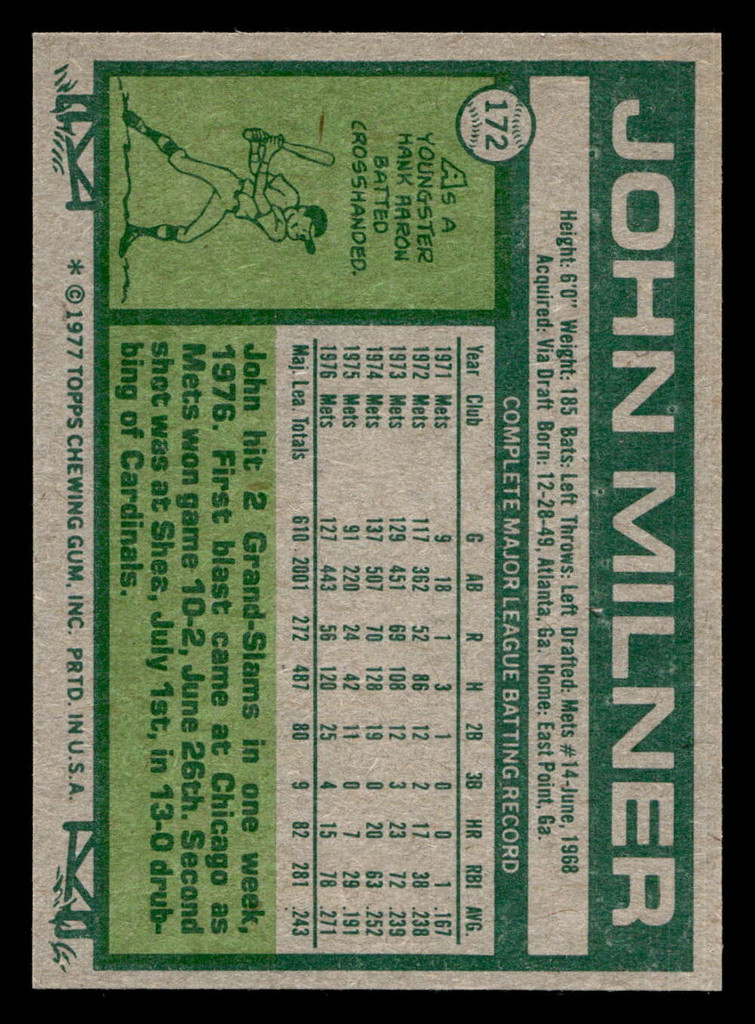 172
JOHN MILNER
Height: 6'0" Weight: 185 Bats: Left Throws: Left Drafted: Mets #14-June, 1968
Acquired: Via Draft Born: 12-28-49, Atlanta, Ga. Home: East Point, Ga.
As A
YOUNGSTER
HANK AARON
BATTED
CROSSHANDED.
COMPLETE MAJOR LEAGUE BATTING RECORD
Year Club G AB R H 2B 3B HR RBI AVG.
1971 Mets 9 18 1 3 1 0 0 1 .167
1972 Mets 117 362 52 86 12 2 17 38 .238
1973 Mets 129 451 69 108 12 3 23 72 .239
1974 Mets 137 507 70 128 19 0 20 63 .252
1975 Mets 91 220 24 42 11 0 7 29 .191
1976 Mets 127 443 56 120 25 4 15 78 .271
Maj. Lea. Totals 610 2001 272 487 80 9 82 281 .243
John hit 2 Grand-Slams in one week,
1976. First blast came at Chicago as
Mets won game 10-2, June 26th. Second
shot was at Shea, July 1st, in 13-0 drub-
bing of Cardinals.
* © 1977 TOPPS CHEWING GUM, INC. PRTD. IN U.S.A.